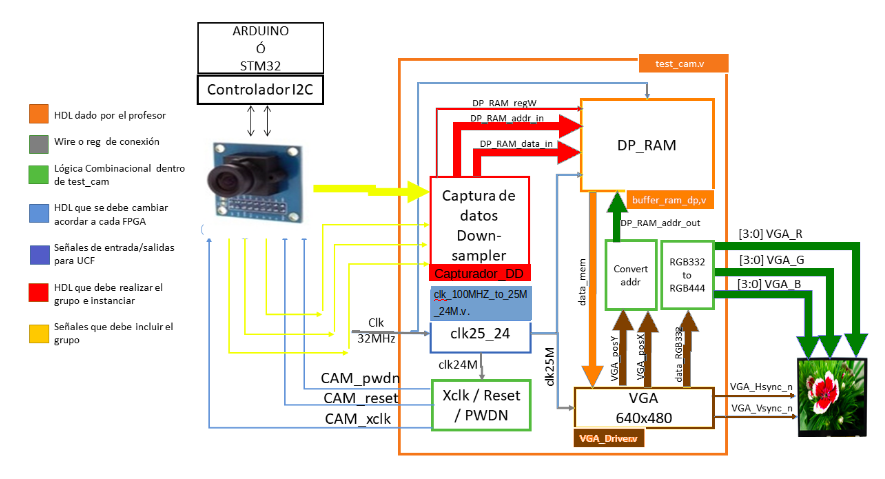 ARDUINO
Ó
STM32
Controlador I2C
test_cam.v
HDL dado por el profesor
Wire o reg de conexión
Lógica Combinacional dentro
de test_cam
HDL que se debe cambiar
acordar a cada FPGA
Señales de entrada/salidas
para UCF
HDL que debe realizar el
grupo e instanciar
Señales que debe incluir el
grupo
DP_RAM_regW
DP_RAM_addr_in
DP_RAM_data_in
DP_RAM
buffer_ram_dp,v
Captura de
datos
Down-
sampler
Capturador_DD
DP_RAM_addr_out
data_mem
Convert
addr
RGB332
to
RGB444
[3:0] VGA_R
[3:0] VGA_G
[3:0] VGA_B
clk_100MHZ_to_25M
_24M.v.
clk25_24
Clk
32MHz
clk24M
clk25M
VGA_posY
VGA_posX
data_RGB332
CAM_pwdn
CAM_reset
CAM_xclk
Xclk / Reset
/ PWDN
VGA
640x480
VGA_Driver.v
VGA_Hsync_n
VGA_Vsync_n